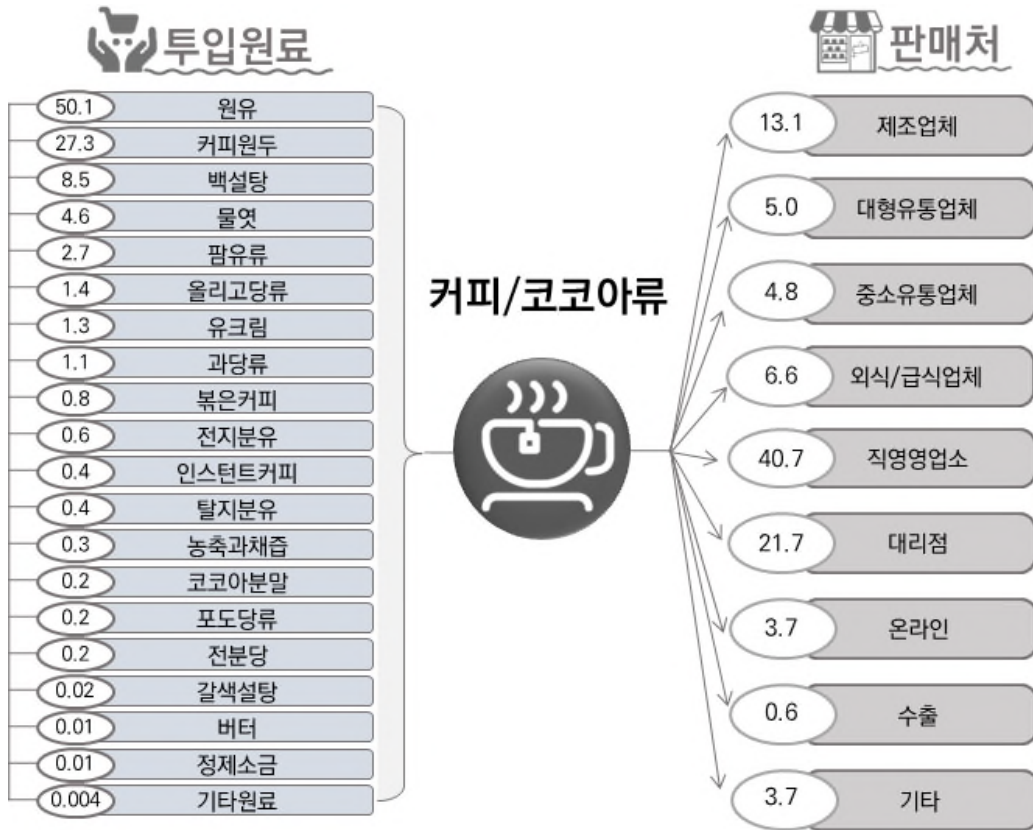 투입원료
50.1 원유
27.3 커피원두
8.5 백설탕
4.6 물엿
2.7 팜유류
1.4 올리고당류
1.3 유크림
1.1 과당류
0.8 볶은커피
0.6 전지분유
0.4 인스턴트커피
0.4 탈지분유
0.3 농축과채즙
0.2 코코아분말
0.2 포도당류
0.2 전분당
0.02 갈색설탕
0.01 버터
0.01 정제소금
0.004 기타원료
커피/코코아류
판매처
13.1 제조업체
5.0 대형유통업체
4.8 중소유통업체
6.6 외식/급식업체
40.7 직영영업소
21.7 대리점
3.7 온라인
0.6 수출
3.7 기타